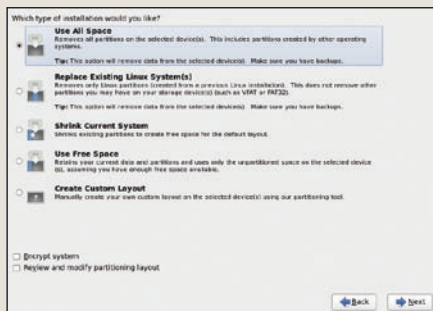 Which type of installation would you like?
Use All Space
Removes all partitions on the selected device(s). This includes partitions created by other operating
systems.
Tip: This option will remove data from the selected device(s). Make sure you have backups.
Replace Existing Linux System(s)
Removes only Linux partitions (created from a previous Linux installation). This does not remove other
partitions you may have on your storage device(s) (such as VFAT or FAT32).
Tip: This option will remove data from the selected device(s). Make sure you have backups.
Shrink Current System
Shrinks existing partitions to create free space for the default layout.
Use Free Space
Retains your current data and partitions and uses only the unpartitioned space on the selected device
(s), assuming you have enough free space available.
Create Custom Layout
Manually create your own custom layout on the selected device(s) using our partitioning tool.
Encrypt system
Review and modify partitioning layout
Back
Next